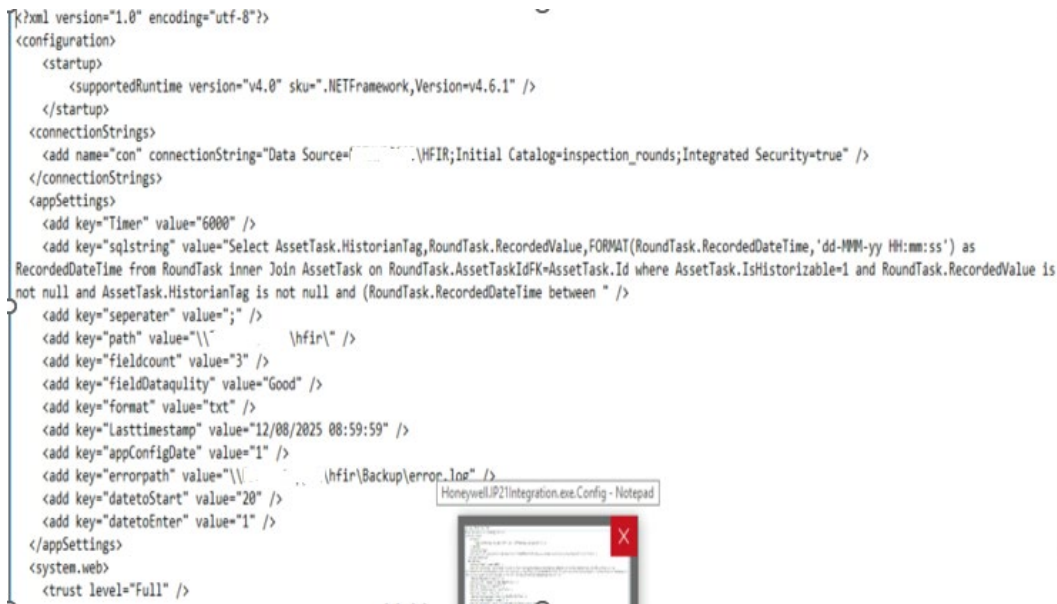 <?xml version="1.0" encoding="utf-8"?>
<configuration>
<startup>
<supportedRuntime version="v4.0" sku=".NETFramework,Version=v4.6.1" />
</startup>
<connectionStrings>
<add name="con" connectionString="Data Source= \HFIR;Initial Catalog=inspection_rounds;Integrated Security=true" />
</connectionStrings>
<appSettings>
<add key="Timer" value="6000" />
<add key="sqlstring" value="Select AssetTask.HistorianTag,RoundTask.RecordedValue,FORMAT(RoundTask.RecordedDateTime,'dd-MMM-yy HH:mm:ss') as
RecordedDateTime from RoundTask inner Join AssetTask on RoundTask.AssetTaskIdFK=AssetTask.Id where AssetTask.IsHistorizable=1 and RoundTask.RecordedValue is
not null and AssetTask.HistorianTag is not null and (RoundTask.RecordedDateTime between " />
<add key="seperater" value=";" />
<add key="path" value="\\ \hfir\" />
<add key="fieldcount" value="3" />
<add key="fieldDataqulity" value="Good" />
<add key="format" value="txt" />
<add key="Lasttimestamp" value="12/08/2025 08:59:59" />
<add key="appConfigDate" value="1" />
<add key="errorpath" value="\\ \hfir\Backup\error.log" />
<add key="datetoStart" value="20" />
<add key="datetoEnter" value="1" />
</appSettings>
<system.web>
<trust level="Full" />
Honeywell.IP21Integration.exe.Config - Notepad
X